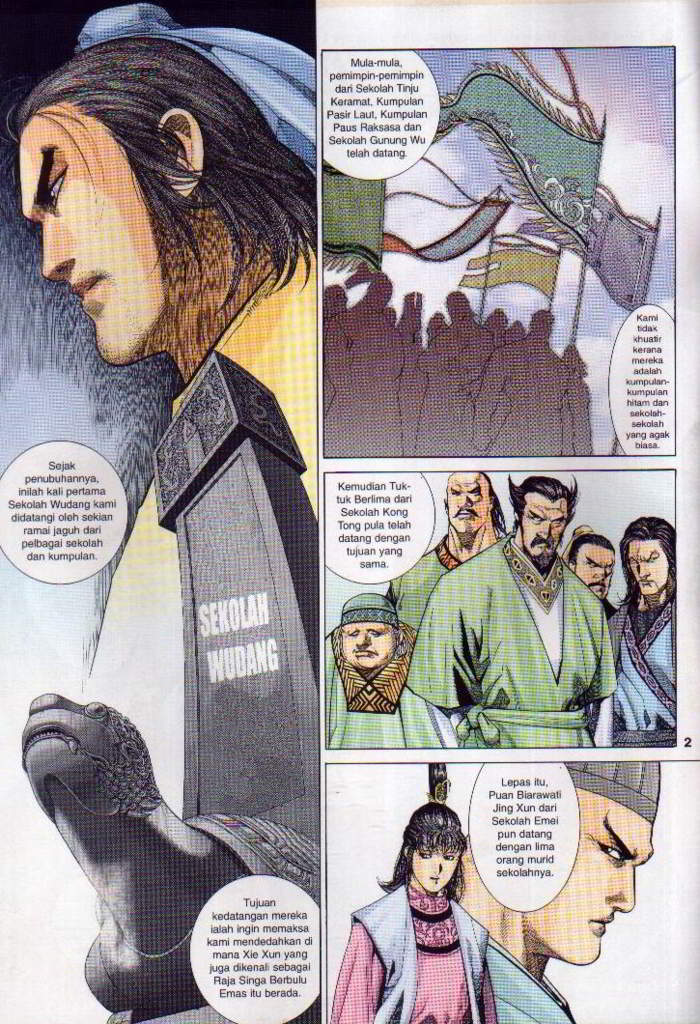 Sejak
penubuhannya,
inilah kali pertama
Sekolah Wudang kami
didatangi oleh sekian
ramai jaguh dari
pelbagai sekolah
dan kumpulan.
SEKOLAH
WUDANG
Tujuan
kedatangan mereka
ialah ingin memaksa
kami mendedahkan di
mana Xie Xun yang
juga dikenali sebagai
Raja Singa Berbulu
Emas itu berada.
Mula-mula,
pemimpin-pemimpin
dari Sekolah Tinju
Keramat, Kumpulan
Pasir Laut, Kumpulan
Paus Raksasa dan
Sekolah Gunung Wu
telah datang.
Kami
tidak
khuatir
kerana
mereka
adalah
kumpulan-
kumpulan
hitam dan
sekolah-
sekolah
yang agak
biasa.
Kemudian Tuk-
tuk Berlima dari
Sekolah Kong
Tong pula telah
datang dengan
tujuan yang
sama.
2
Lepas itu,
Puan Biarawati
Jing Xun dari
Sekolah Emei
pun datang
dengan lima
orang murid
sekolahnya.